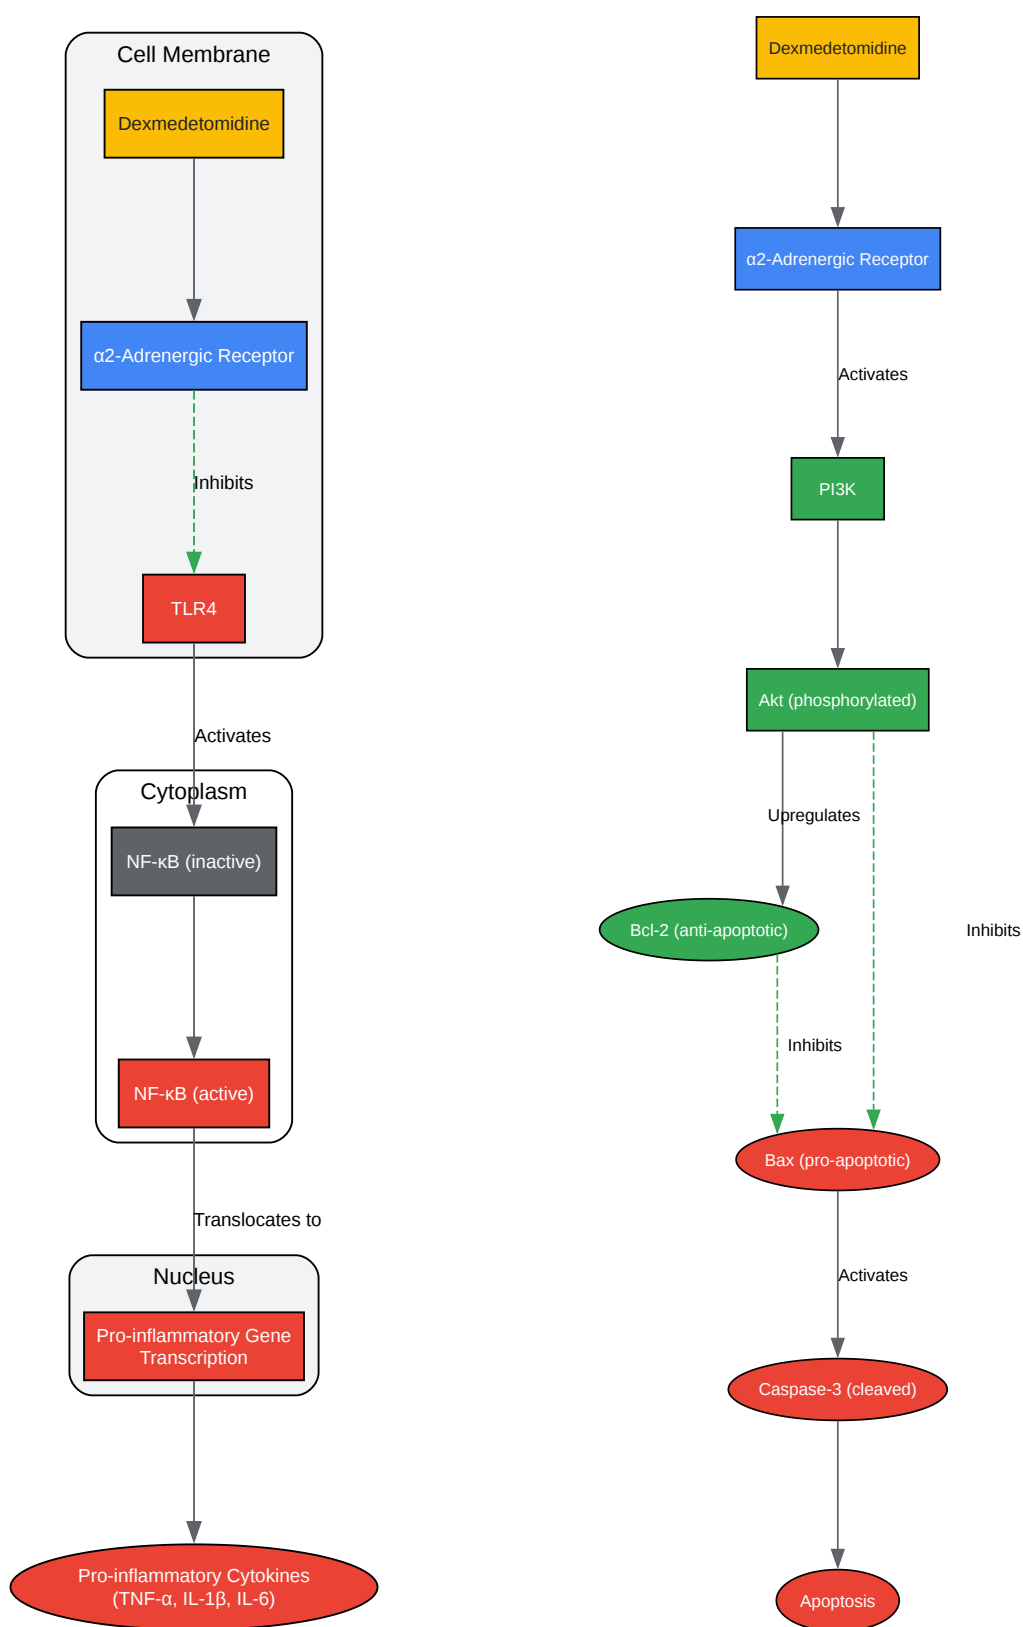 Cell Membrane
Dexmedetomidine
α2-Adrenergic Receptor
Inhibits
TLR4
Activates
Cytoplasm
NF-κB (inactive)
NF-κB (active)
Translocates to
Nucleus
Pro-inflammatory Gene
Transcription
Pro-inflammatory Cytokines
(TNF-α, IL-1β, IL-6)
Dexmedetomidine
α2-Adrenergic Receptor
Activates
PI3K
Akt (phosphorylated)
Upregulates
Bcl-2 (anti-apoptotic)
Inhibits
Inhibits
Bax (pro-apoptotic)
Activates
Caspase-3 (cleaved)
Apoptosis